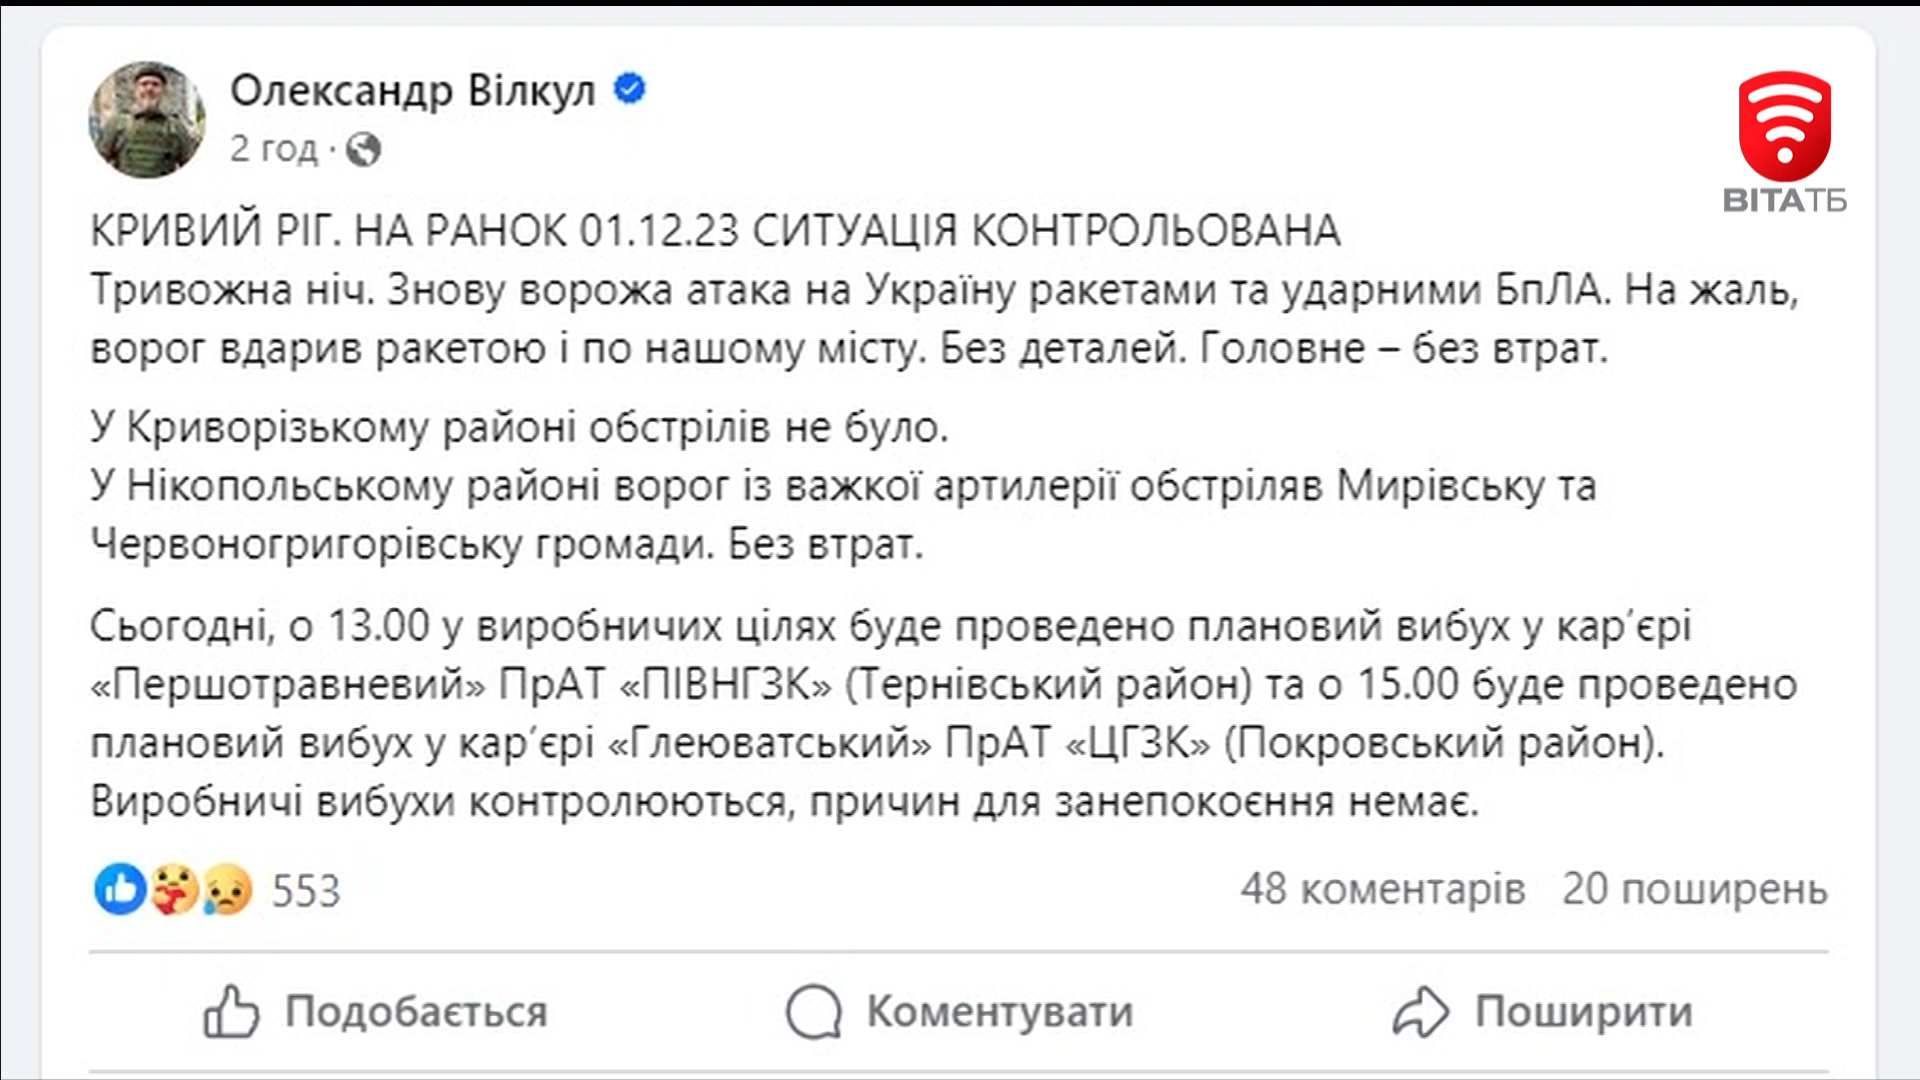 Олександр Вілкул
2 год ·
ВІТАТБ
КРИВИЙ РІГ. НА РАНОК 01.12.23 СИТУАЦІЯ КОНТРОЛЬОВАНА
Тривожна ніч. Знову ворожа атака на Україну ракетами та ударними БпЛА. На жаль,
ворог вдарив ракетою і по нашому місту. Без деталей. Головне – без втрат.
У Криворізькому районі обстрілів не було.
У Нікопольському районі ворог із важкої артилерії обстріляв Мирівську та
Червоногригорівську громади. Без втрат.
Сьогодні, о 13.00 у виробничих цілях буде проведено плановий вибух у кар′єрі
«Першотравневий» ПрАТ «ПІВНГЗК» (Тернівський район) та о 15.00 буде проведено
плановий вибух у кар′єрі «Глеюватський» ПрАТ «ЦГЗК» (Покровський район).
Виробничі вибухи контролюються, причин для занепокоєння немає.
553
48 коментарів 20 поширень
Подобається Коментувати Поширити